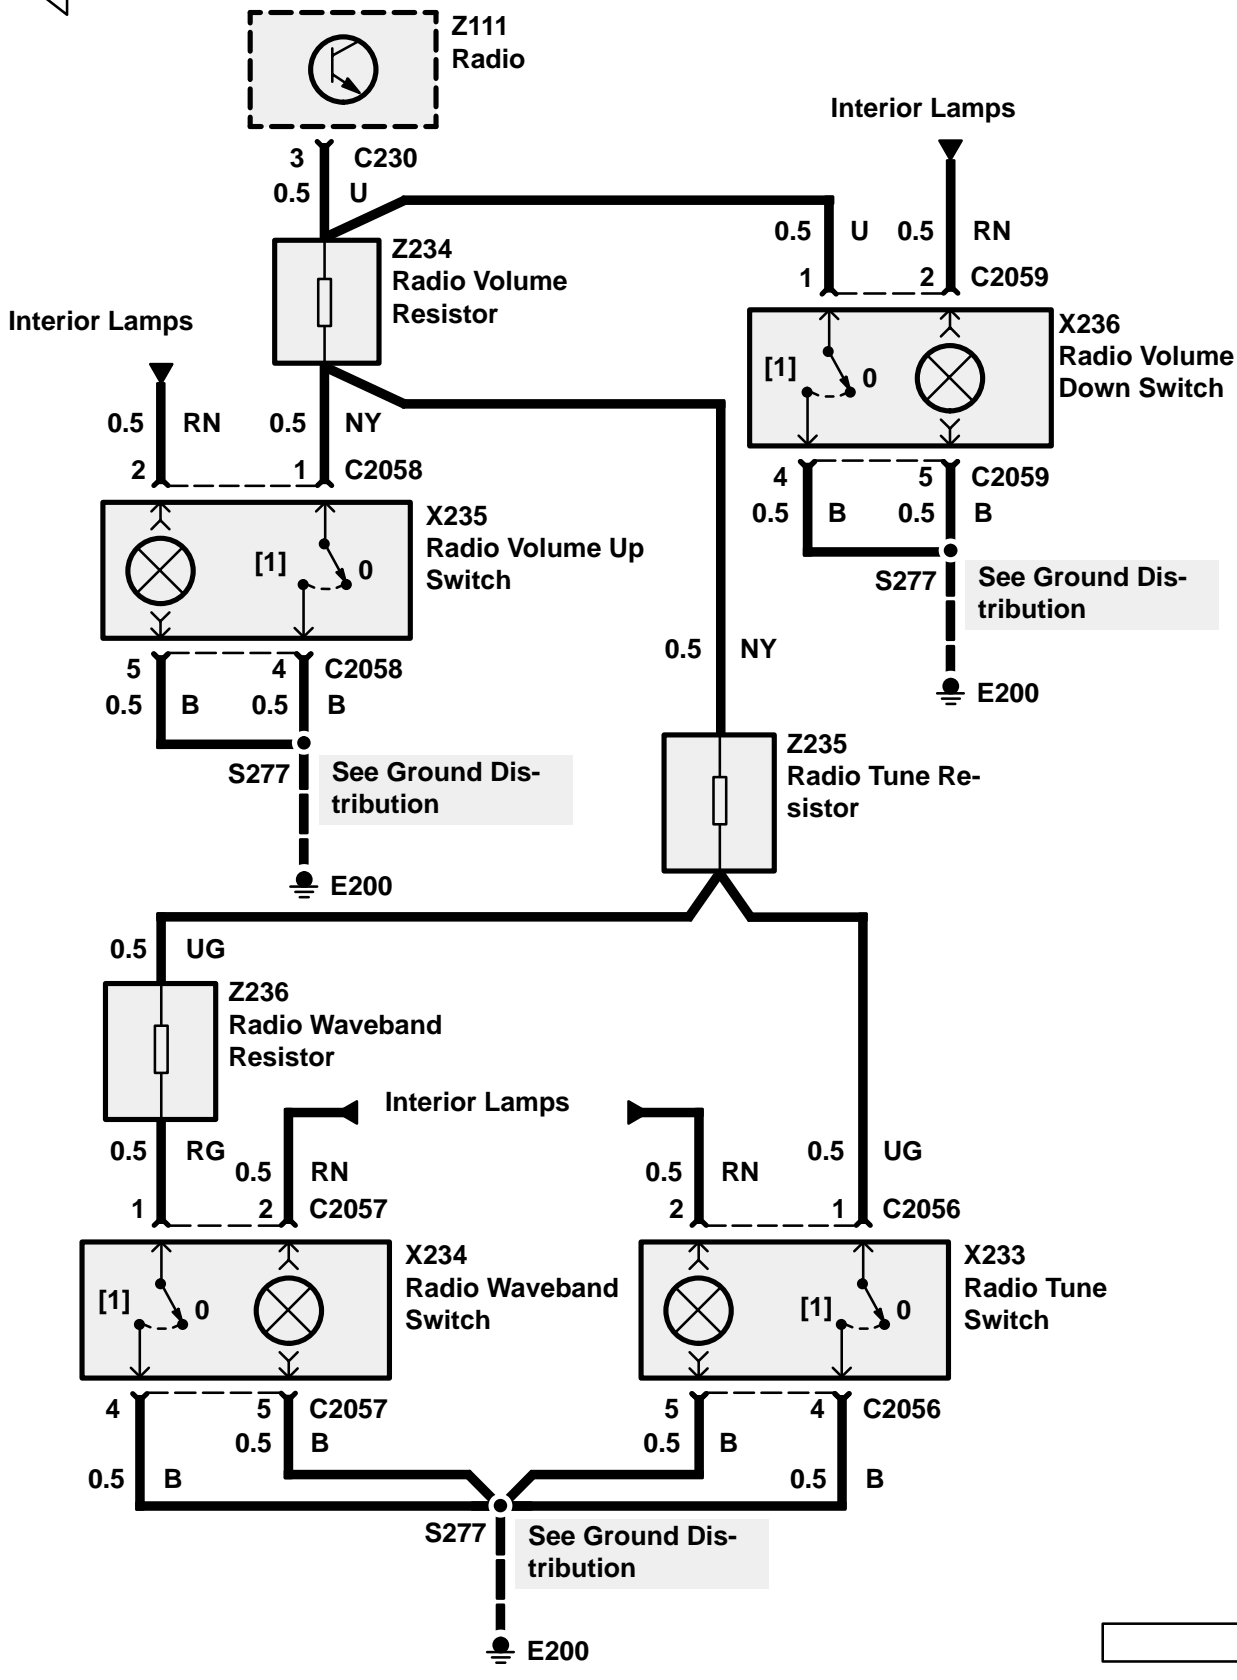 Z111
Radio
Interior Lamps
3 C230
0.5 U
0.5 U 0.5 RN
1 2 C2059
Z234
Radio Volume
Resistor
Interior Lamps
X236
Radio Volume
Down Switch
[1] 0
0.5 RN 0.5 NY
2 1 C2058
4 5 C2059
0.5 B 0.5 B
X235
Radio Volume Up
Switch
[1] 0
S277
See Ground Dis-
tribution
0.5 NY
5 4 C2058
0.5 B 0.5 B
E200
S277
See Ground Dis-
tribution
Z235
Radio Tune Re-
sistor
E200
0.5 UG
Z236
Radio Waveband
Resistor
Interior Lamps
0.5 RG 0.5 RN
0.5 RN 0.5 UG
1 2 C2057
2 1 C2056
X234
Radio Waveband
Switch
[1] 0
X233
Radio Tune
Switch
[1] 0
4 5 C2057
5 4 C2056
0.5 B
0.5 B
0.5 B
0.5 B
S277
See Ground Dis-
tribution
E200